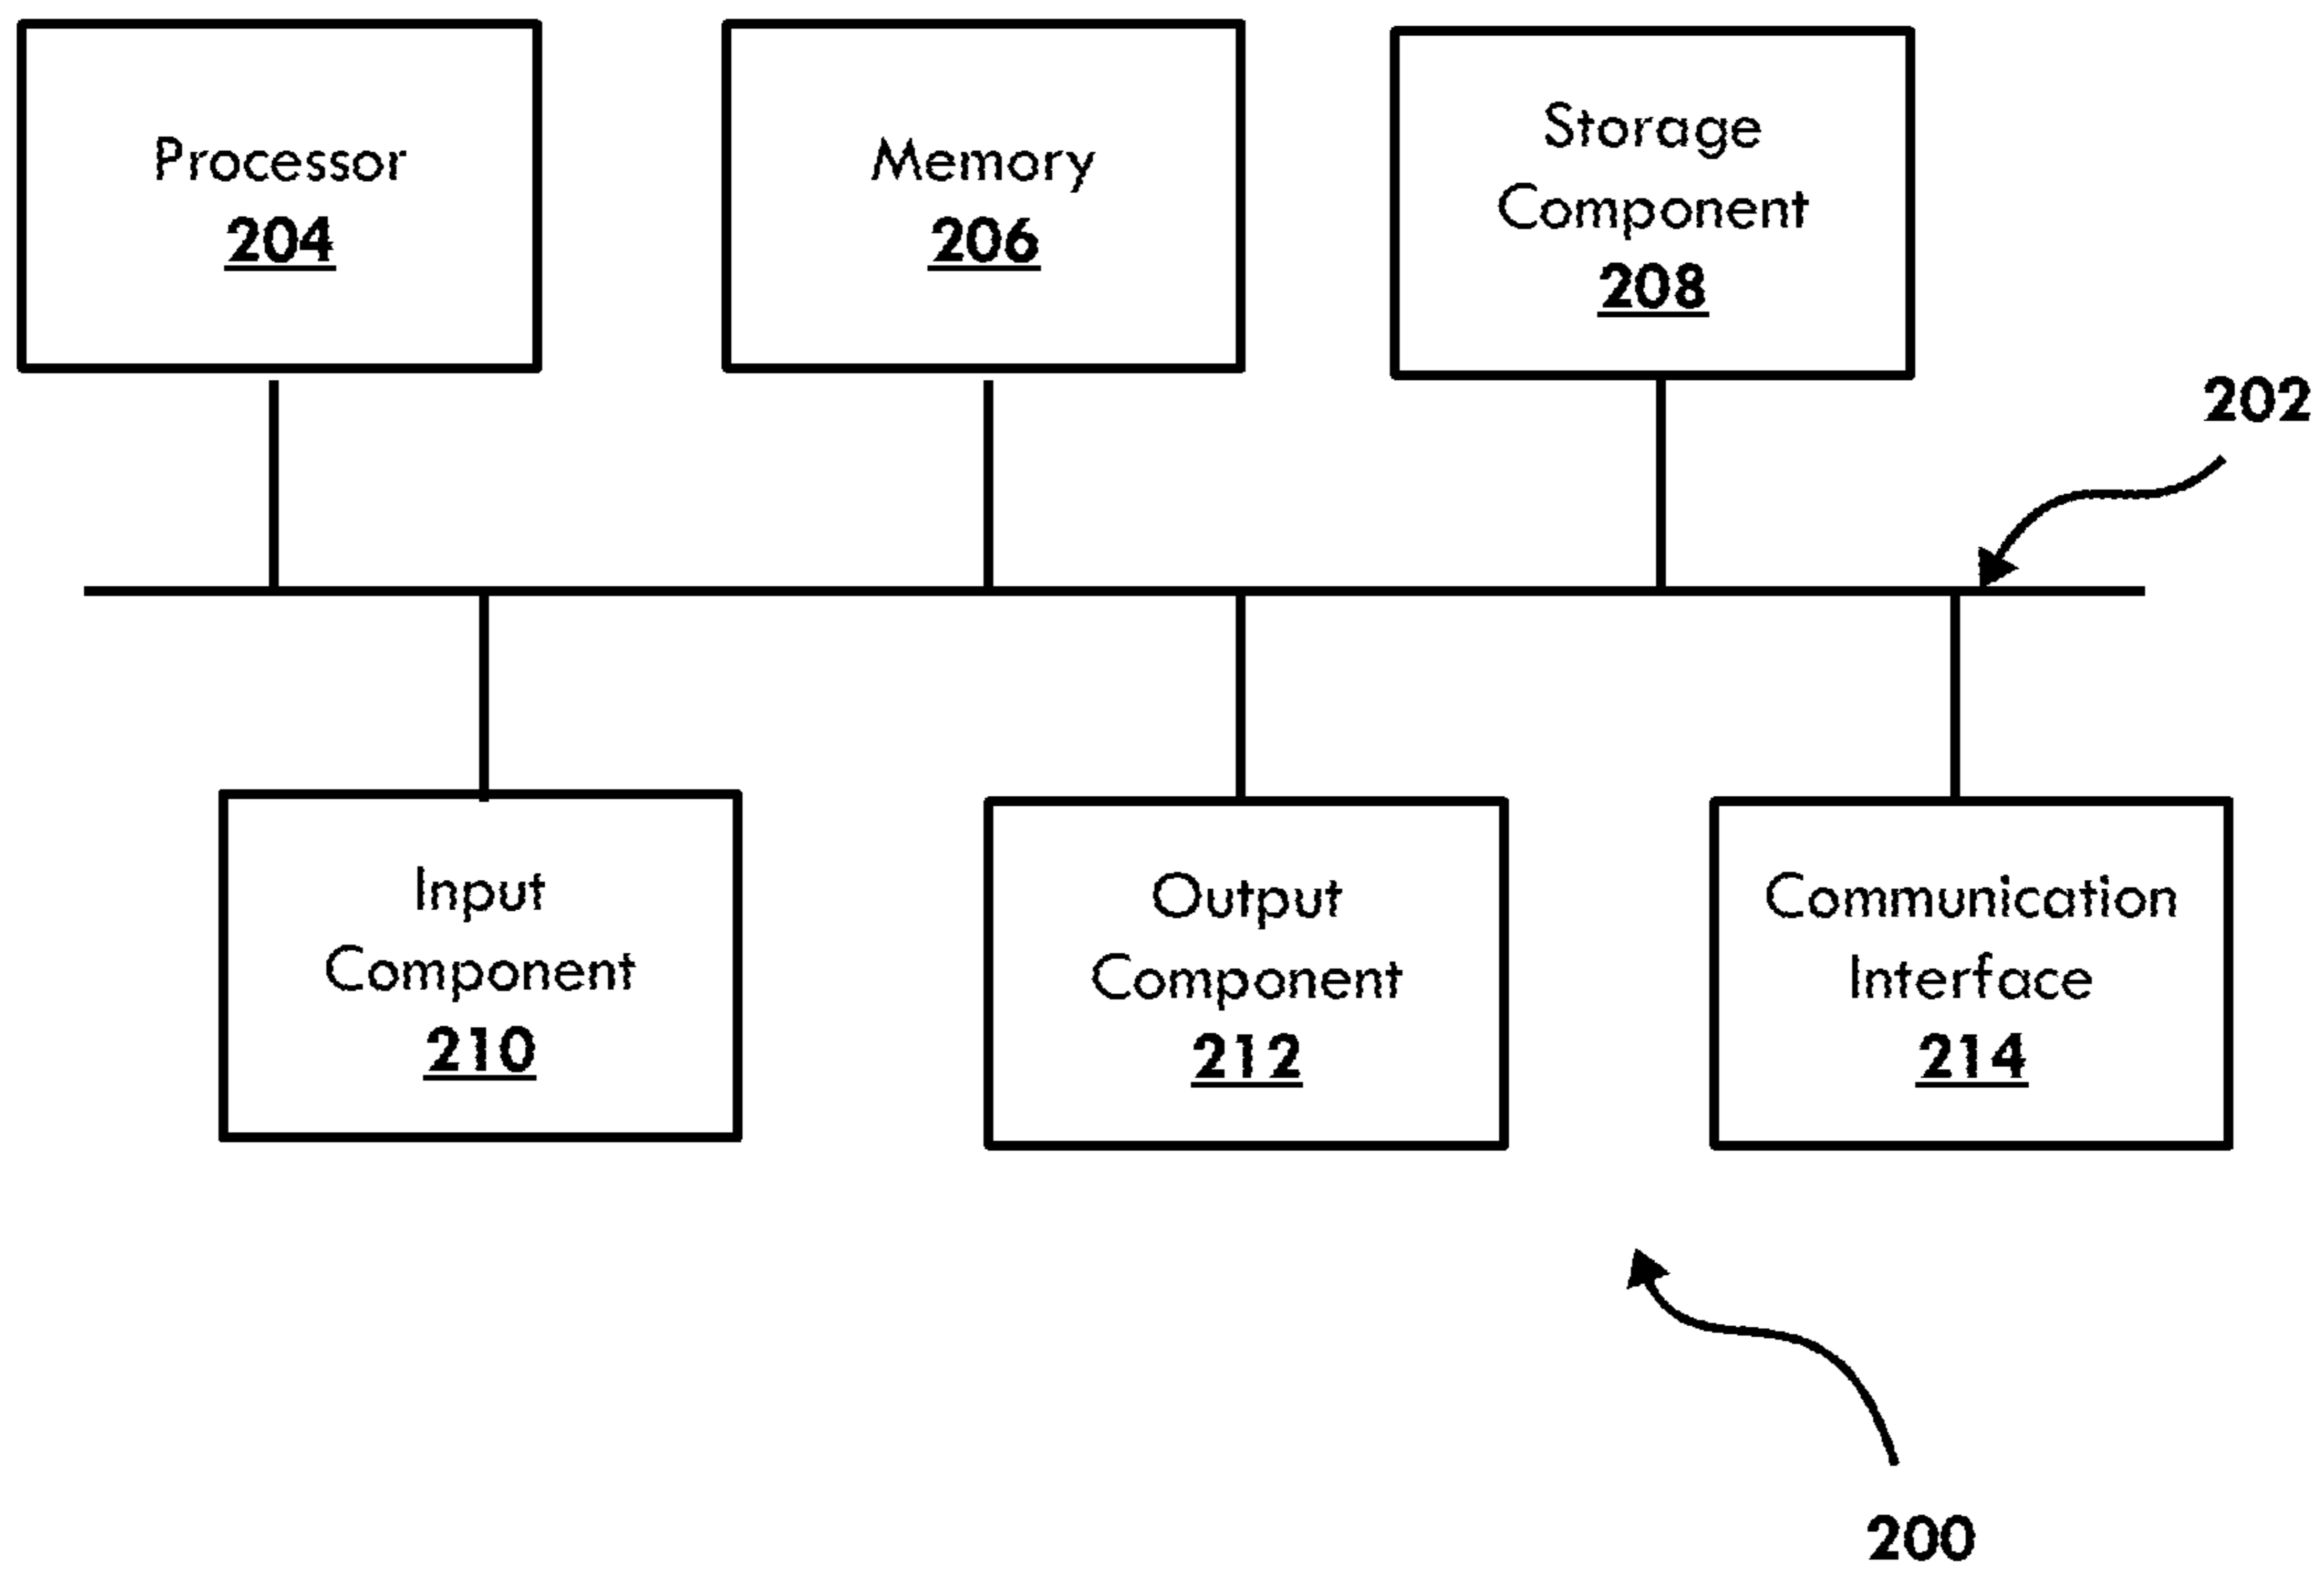 Processor
204
Memory
206
Storage
Component
208
202
Input
Component
210
Output
Component
212
Communication
Interface
214
200